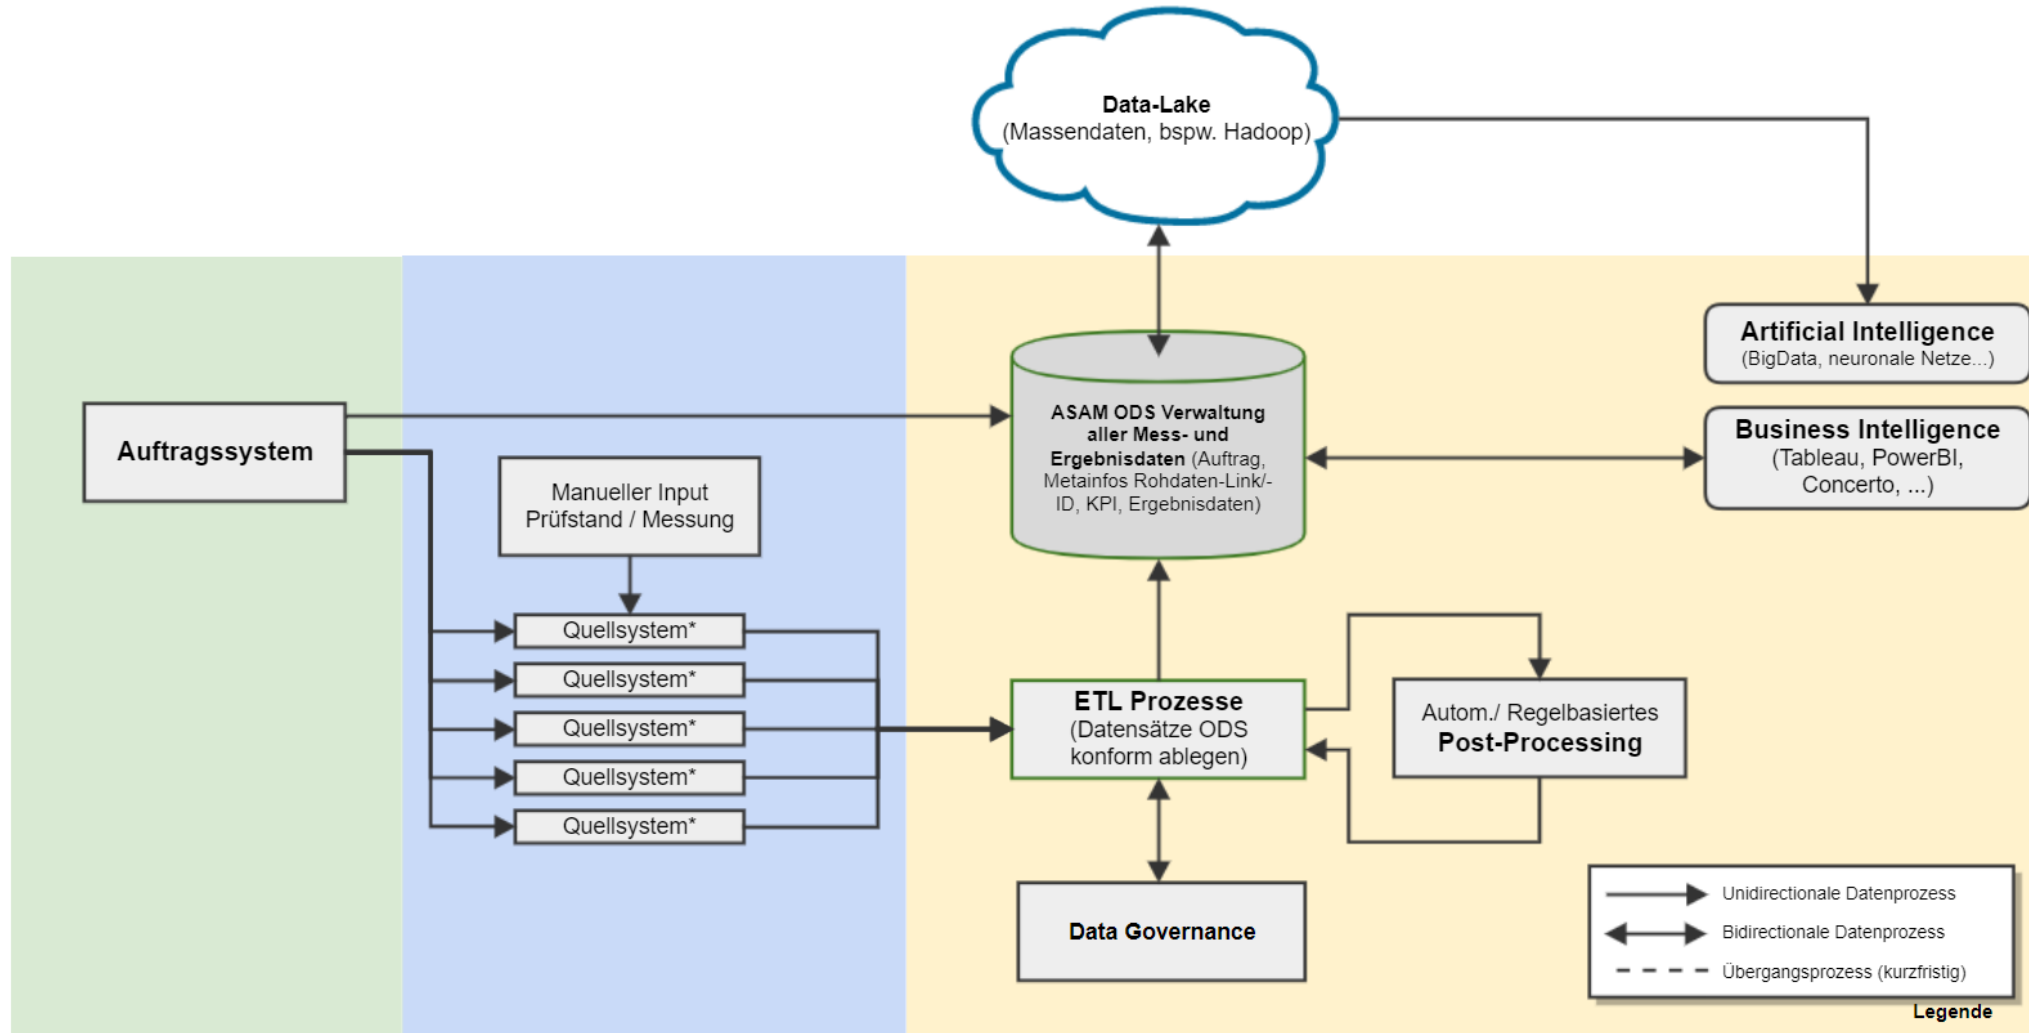 Data-Lake
(Massendaten, bspw. Hadoop)
Artificial Intelligence
(BigData, neuronale Netze...)
Auftragssystem
ASAM ODS Verwaltung
aller Mess- und
Ergebnisdaten (Auftrag,
Metainfos Rohdaten-Link/-
ID, KPI, Ergebnisdaten)
Business Intelligence
(Tableau, PowerBI,
Concerto, ...)
Manueller Input
Prüfstand / Messung
Quellsystem*
Quellsystem*
Quellsystem*
Quellsystem*
Quellsystem*
ETL Prozesse
(Datensätze ODS
konform ablegen)
Autom./ Regelbasiertes
Post-Processing
Data Governance
Unidirectionale Datenprozess
Bidirectionale Datenprozess
Übergangsprozess (kurzfristig)
Legende